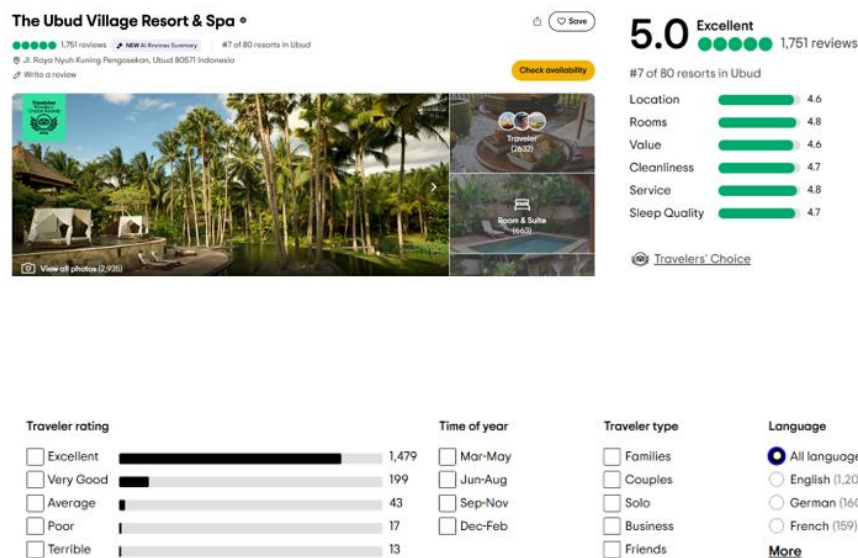 The Ubud Village Resort & Spa
Save
1,751 reviews NEW AI Reviews Summary #7 of 80 resorts in Ubud
Jl. Raya Nyuh Kuning Pengosekan, Ubud 80571 Indonesia
Write a review
Check availability
Traveler
(2632)
Room & Suite
(663)
View all photos (2,935)
5.0 Excellent
1,751 reviews
#7 of 80 resorts in Ubud
Location 4.6
Rooms 4.8
Value 4.6
Cleanliness 4.7
Service 4.8
Sleep Quality 4.7
Travelers' Choice
Traveler rating
Excellent 1,479
Very Good 199
Average 43
Poor 17
Terrible 13
Time of year
Mar-May
Jun-Aug
Sep-Nov
Dec-Feb
Traveler type
Families
Couples
Solo
Business
Friends
Language
All language
English (1,20
German (160
French (159)
More